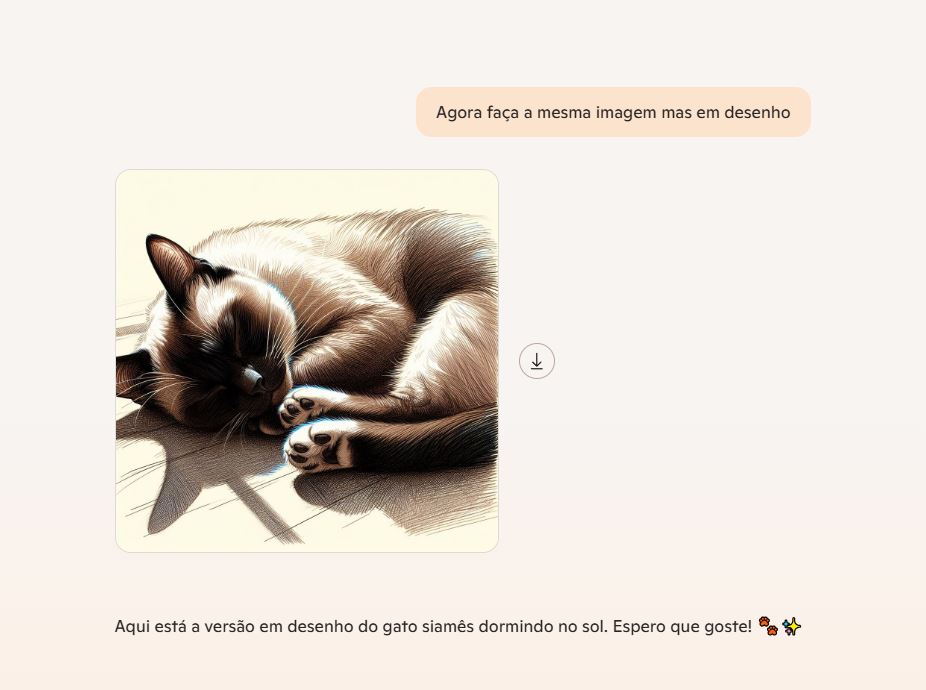 Agora faça a mesma imagem mas em desenho
Aqui está a versão em desenho do gato siamês dormindo no sol. Espero que goste! 🐾✨